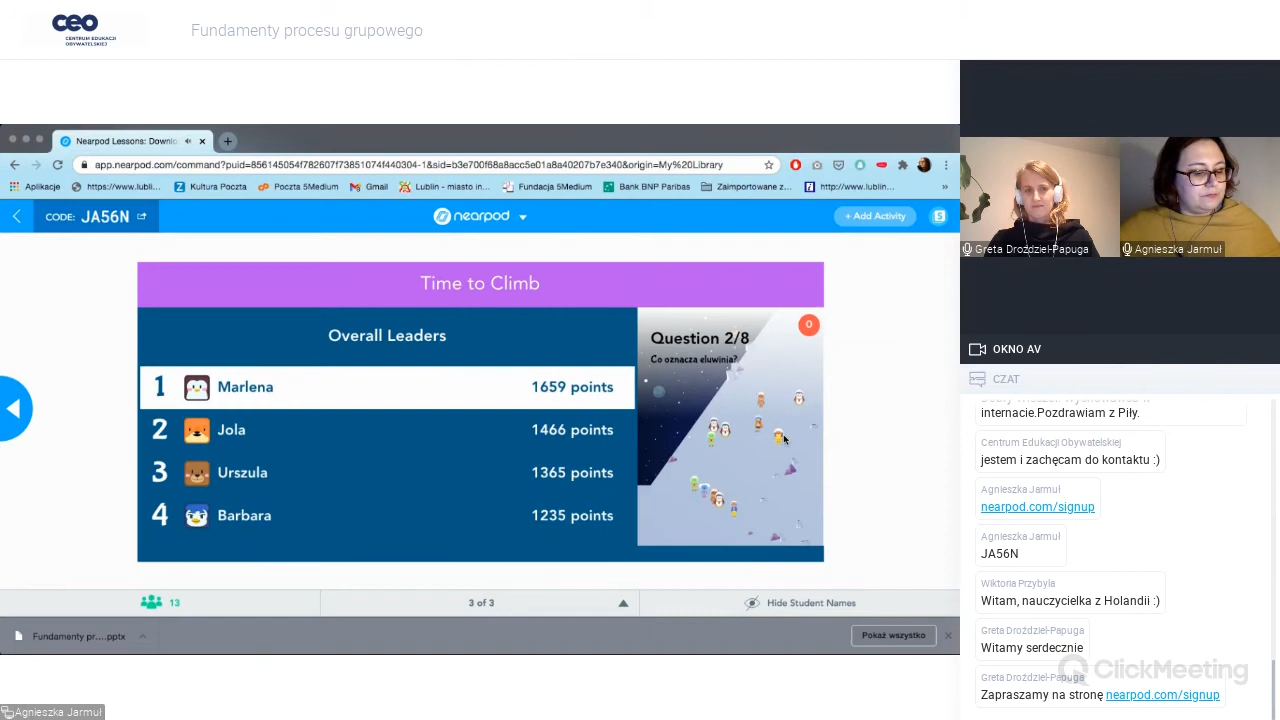 ceo
CENTRUM EDUKACJI
OBYWATELSKIEJ
Fundamenty procesu grupowego
Nearpod Lessons: Downlo
app.nearpod.com/command?puid=856145054f782607f73851074f440304-1&sid=b3e700f68a8acc5e01a8a40207b7e340&origin=My%20Library
Aplikacje
https://www.lubli...
Kultura Poczta
Poczta 5Medium
Gmail
Lublin - miasto in...
Fundacja 5Medium
Bank BNP Paribas
Zaimportowane z...
http://www.lublin...
»
CODE: JA56N
nearpod
+ Add Activity
S
Time to Climb
Overall Leaders
1 Marlena 1659 points
2 Jola 1466 points
3 Urszula 1365 points
4 Barbara 1235 points
Question 2/8
0
Co oznacza eluwinia?
13
3 of 3
Hide Student Names
Fundamenty pr....pptx
Pokaż wszystko
Agnieszka Jarmuł
Greta Droździel-Papuga
Agnieszka Jarmuł
OKNO AV
CZAT
internacie.Pozdrawiam z Piły.
Centrum Edukacji Obywatelskiej
jestem i zachęcam do kontaktu :)
Agnieszka Jarmuł
nearpod.com/signup
Agnieszka Jarmuł
JA56N
Wiktoria Przybyla
Witam, nauczycielka z Holandii :)
Greta Droździel-Papuga
Witamy serdecznie
Greta Droździel-Papuga
Zapraszamy na stronę nearpod.com/signup
ClickMeeting